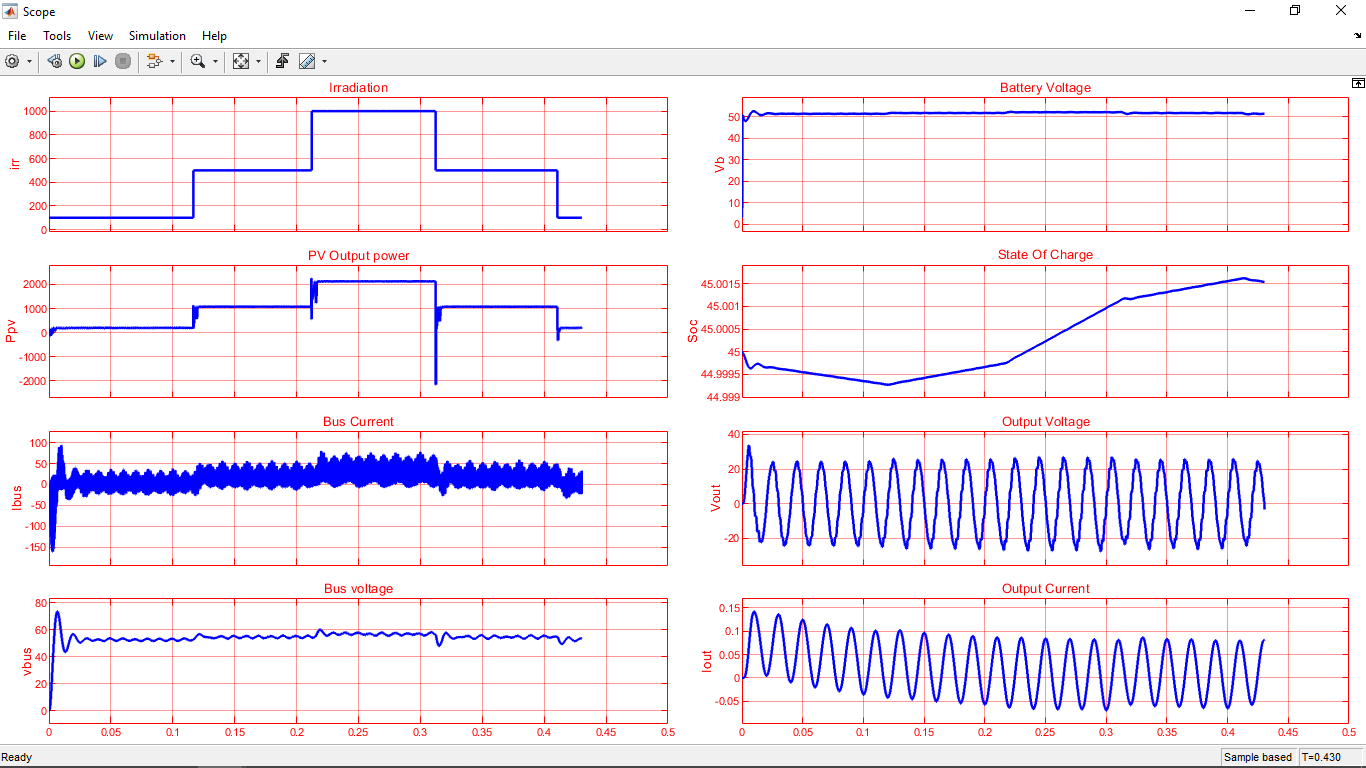 Scope
File Tools View Simulation Help
Irradiation
irr
1000
800
600
400
200
0
PV Output power
Ppv
2000
1000
0
-1000
-2000
Bus Current
Ibus
100
50
0
-50
-100
-150
Bus voltage
vbus
80
60
40
20
0
0 0.05 0.1 0.15 0.2 0.25 0.3 0.35 0.4 0.45 0.5
Battery Voltage
Vb
50
40
30
20
10
0
State Of Charge
Soc
45.0015
45.001
45.0005
45
44.9995
44.999
Output Voltage
Vout
40
20
0
-20
Output Current
Iout
0.15
0.1
0.05
0
-0.05
0 0.05 0.1 0.15 0.2 0.25 0.3 0.35 0.4 0.45 0.5
Ready
Sample based T=0.430